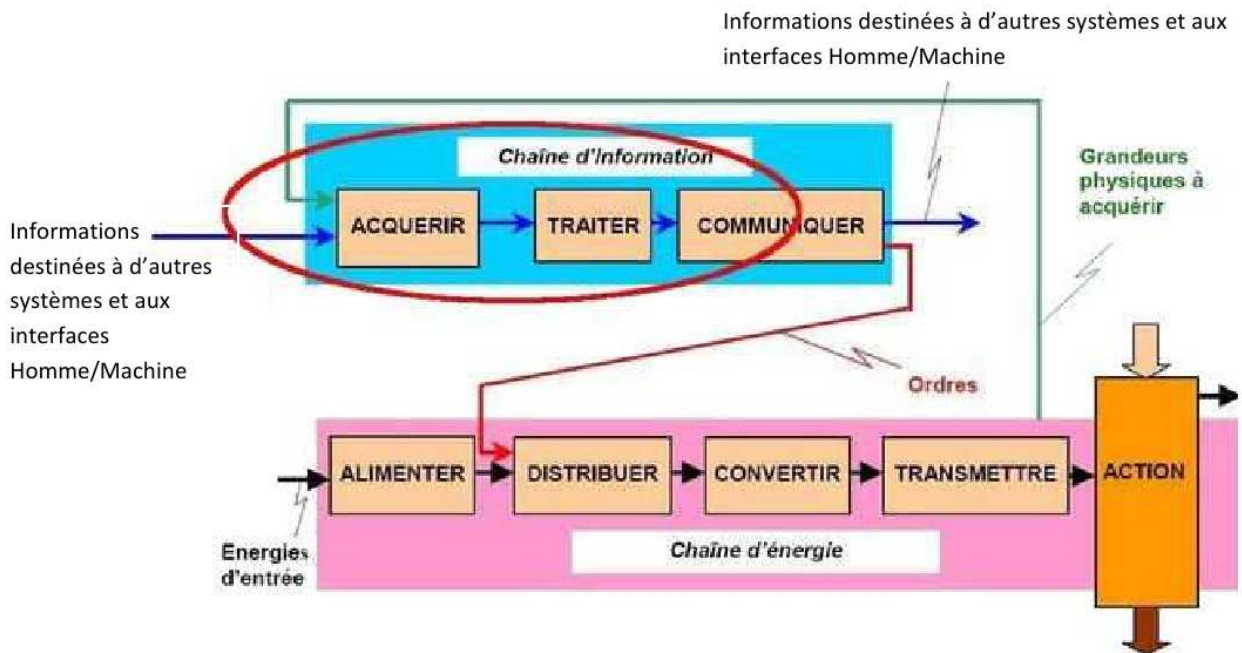 Informations destinées à d'autres systèmes et aux
interfaces Homme/Machine
Chaîne d'information
Grandeurs
physiques à
acquérir
ACQUERIR
TRAITER
COMMUNIQUER
Informations
destinées à d'autres
systèmes et aux
interfaces
Homme/Machine
Ordres
ALIMENTER
DISTRIBUER
CONVERTIR
TRANSMETTRE
ACTION
Energies
d'entrée
Chaîne d'énergie